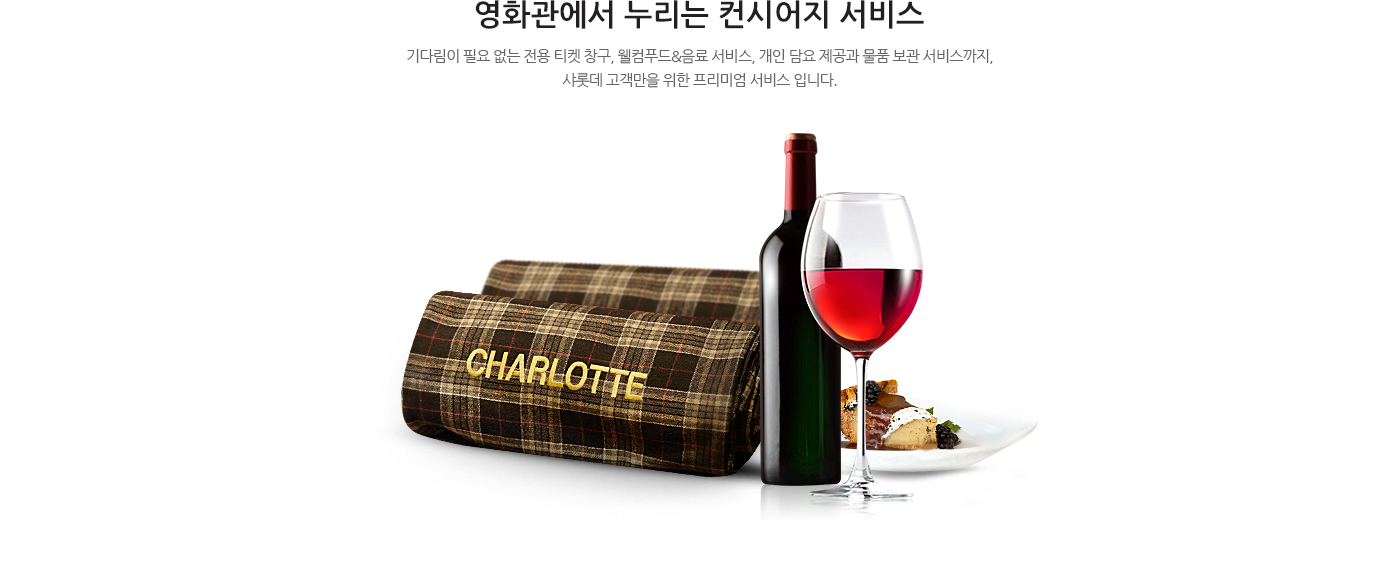 영화관에서 누리는 컨시어지 서비스
기다림이 필요 없는 전용 티켓 창구, 웰컴푸드&음료 서비스, 개인 담요 제공과 물품 보관 서비스까지,
샤롯데 고객만을 위한 프리미엄 서비스 입니다.
CHARLOTTE